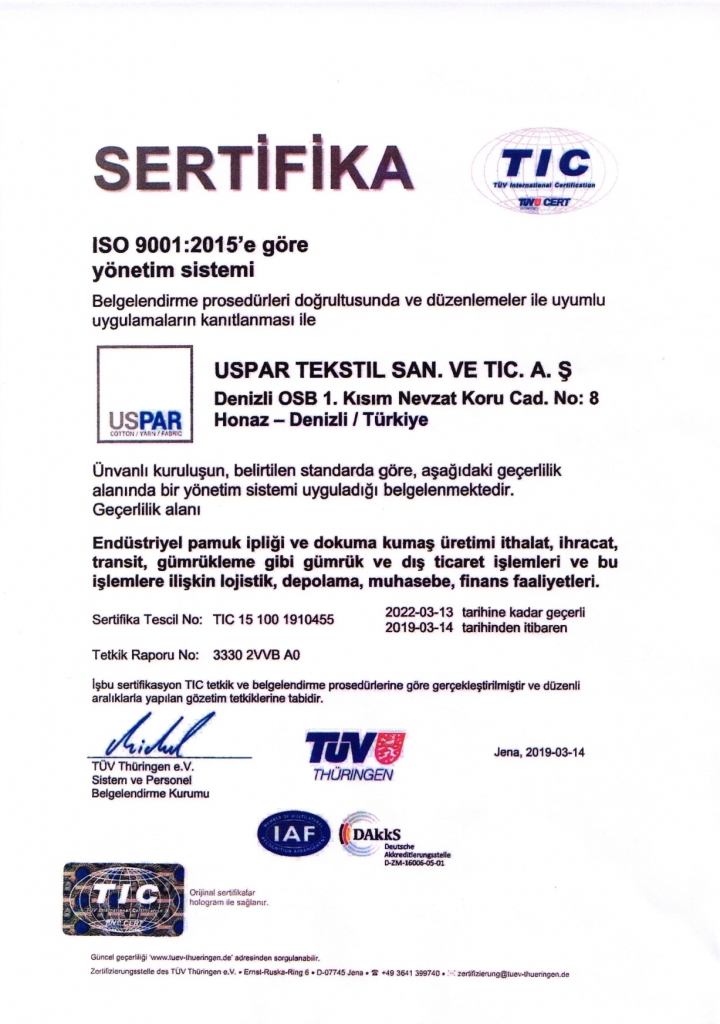 SERTİFİKA
TIC
TÜV International Certification
TÜV CERT
ISO 9001:2015'e göre
yönetim sistemi
Belgelendirme prosedürleri doğrultusunda ve düzenlemeler ile uyumlu
uygulamaların kanıtlanması ile
USPAR
COTTON / YARN / FABRIC
USPAR TEKSTIL SAN. VE TIC. A. Ş
Denizli OSB 1. Kısım Nevzat Koru Cad. No: 8
Honaz – Denizli / Türkiye
Ünvanlı kuruluşun, belirtilen standarda göre, aşağıdaki geçerlilik
alanında bir yönetim sistemi uyguladığı belgelenmektedir.
Geçerlilik alanı
Endüstriyel pamuk ipliği ve dokuma kumaş üretimi ithalat, ihracat,
transit, gümrükleme gibi gümrük ve dış ticaret işlemleri ve bu
işlemlere ilişkin lojistik, depolama, muhasebe, finans faaliyetleri.
Sertifika Tescil No: TIC 15 100 1910455
2022-03-13 tarihine kadar geçerli
2019-03-14 tarihinden itibaren
Tetkik Raporu No: 3330 2VVB A0
İşbu sertifikasyon TIC tetkik ve belgelendirme prosedürlerine göre gerçekleştirilmiştir ve düzenli
aralıklarla yapılan gözetim tetkiklerine tabidir.
TÜV Thüringen e.V.
Sistem ve Personel
Belgelendirme Kurumu
TÜV
THÜRINGEN
Jena, 2019-03-14
IAF
DAkkS
Deutsche
Akkreditierungsstelle
D-ZM-16006-05-01
TIC
TÜV International Certification
TÜV CERT
Orijinal sertifikalar
hologram ile sağlanır.
Güncel geçerliliği 'www.tuev-thueringen.de' adresinden sorgulanabilir.
Zertifizierungsstelle des TÜV Thüringen e.V. • Ernst-Ruska-Ring 6 • D-07745 Jena • ☎ +49 3641 399740 • ✉ zertifizierung@tuev-thueringen.de